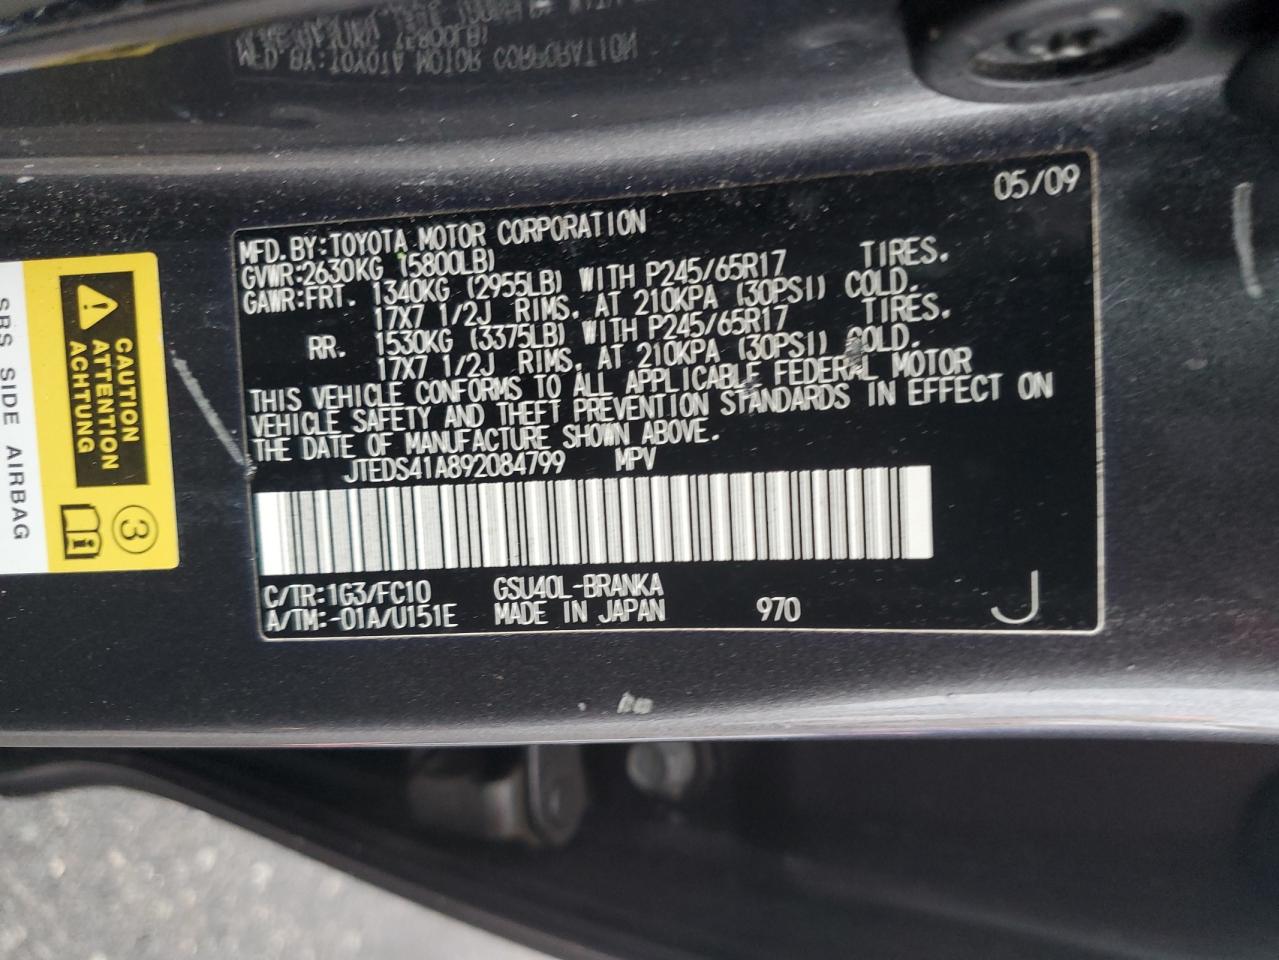 05/09
MFD.BY:TOYOTA MOTOR CORPORATION
GVWR:2630KG (5800LB)
GAWR:FRT. 1340KG (2955LB) WITH P245/65R17 TIRES.
17X7 1/2J RIMS. AT 210KPA (30PSI) COLD.
RR. 1530KG (3375LB) WITH P245/65R17 TIRES.
17X7 1/2J RIMS. AT 210KPA (30PSI) COLD.
THIS VEHICLE CONFORMS TO ALL APPLICABLE FEDERAL MOTOR
VEHICLE SAFETY AND THEFT PREVENTION STANDARDS IN EFFECT ON
THE DATE OF MANUFACTURE SHOWN ABOVE.
JTEDS41A892084799 MPV
C/TR:1G3/FC10 GSU40L-BRANKA
A/TM:-01A/U151E MADE IN JAPAN 970 J
CAUTION
ATTENTION
ACHTUNG
3
SRS SIDE AIRBAG
MFD.BY:TOYOTA MOTOR CORPORATION